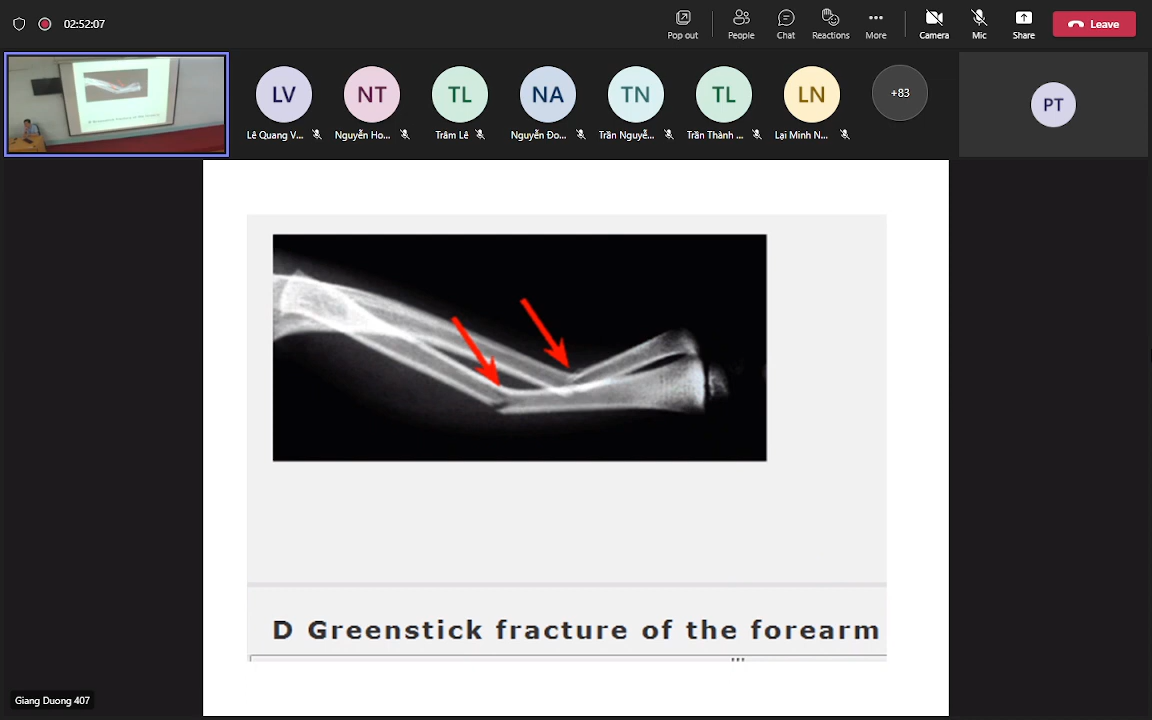 02:52:07
Pop out
People
Chat
Reactions
More
Camera
Mic
Share
Leave
LV
NT
TL
NA
TN
TL
LN
+83
PT
Lê Quang V...
Nguyễn Ho...
Trâm Lê
Nguyễn Đo...
Trần Nguyễ...
Trần Thành ...
Lại Minh N...
D Greenstick fracture of the forearm
Giang Duong 407